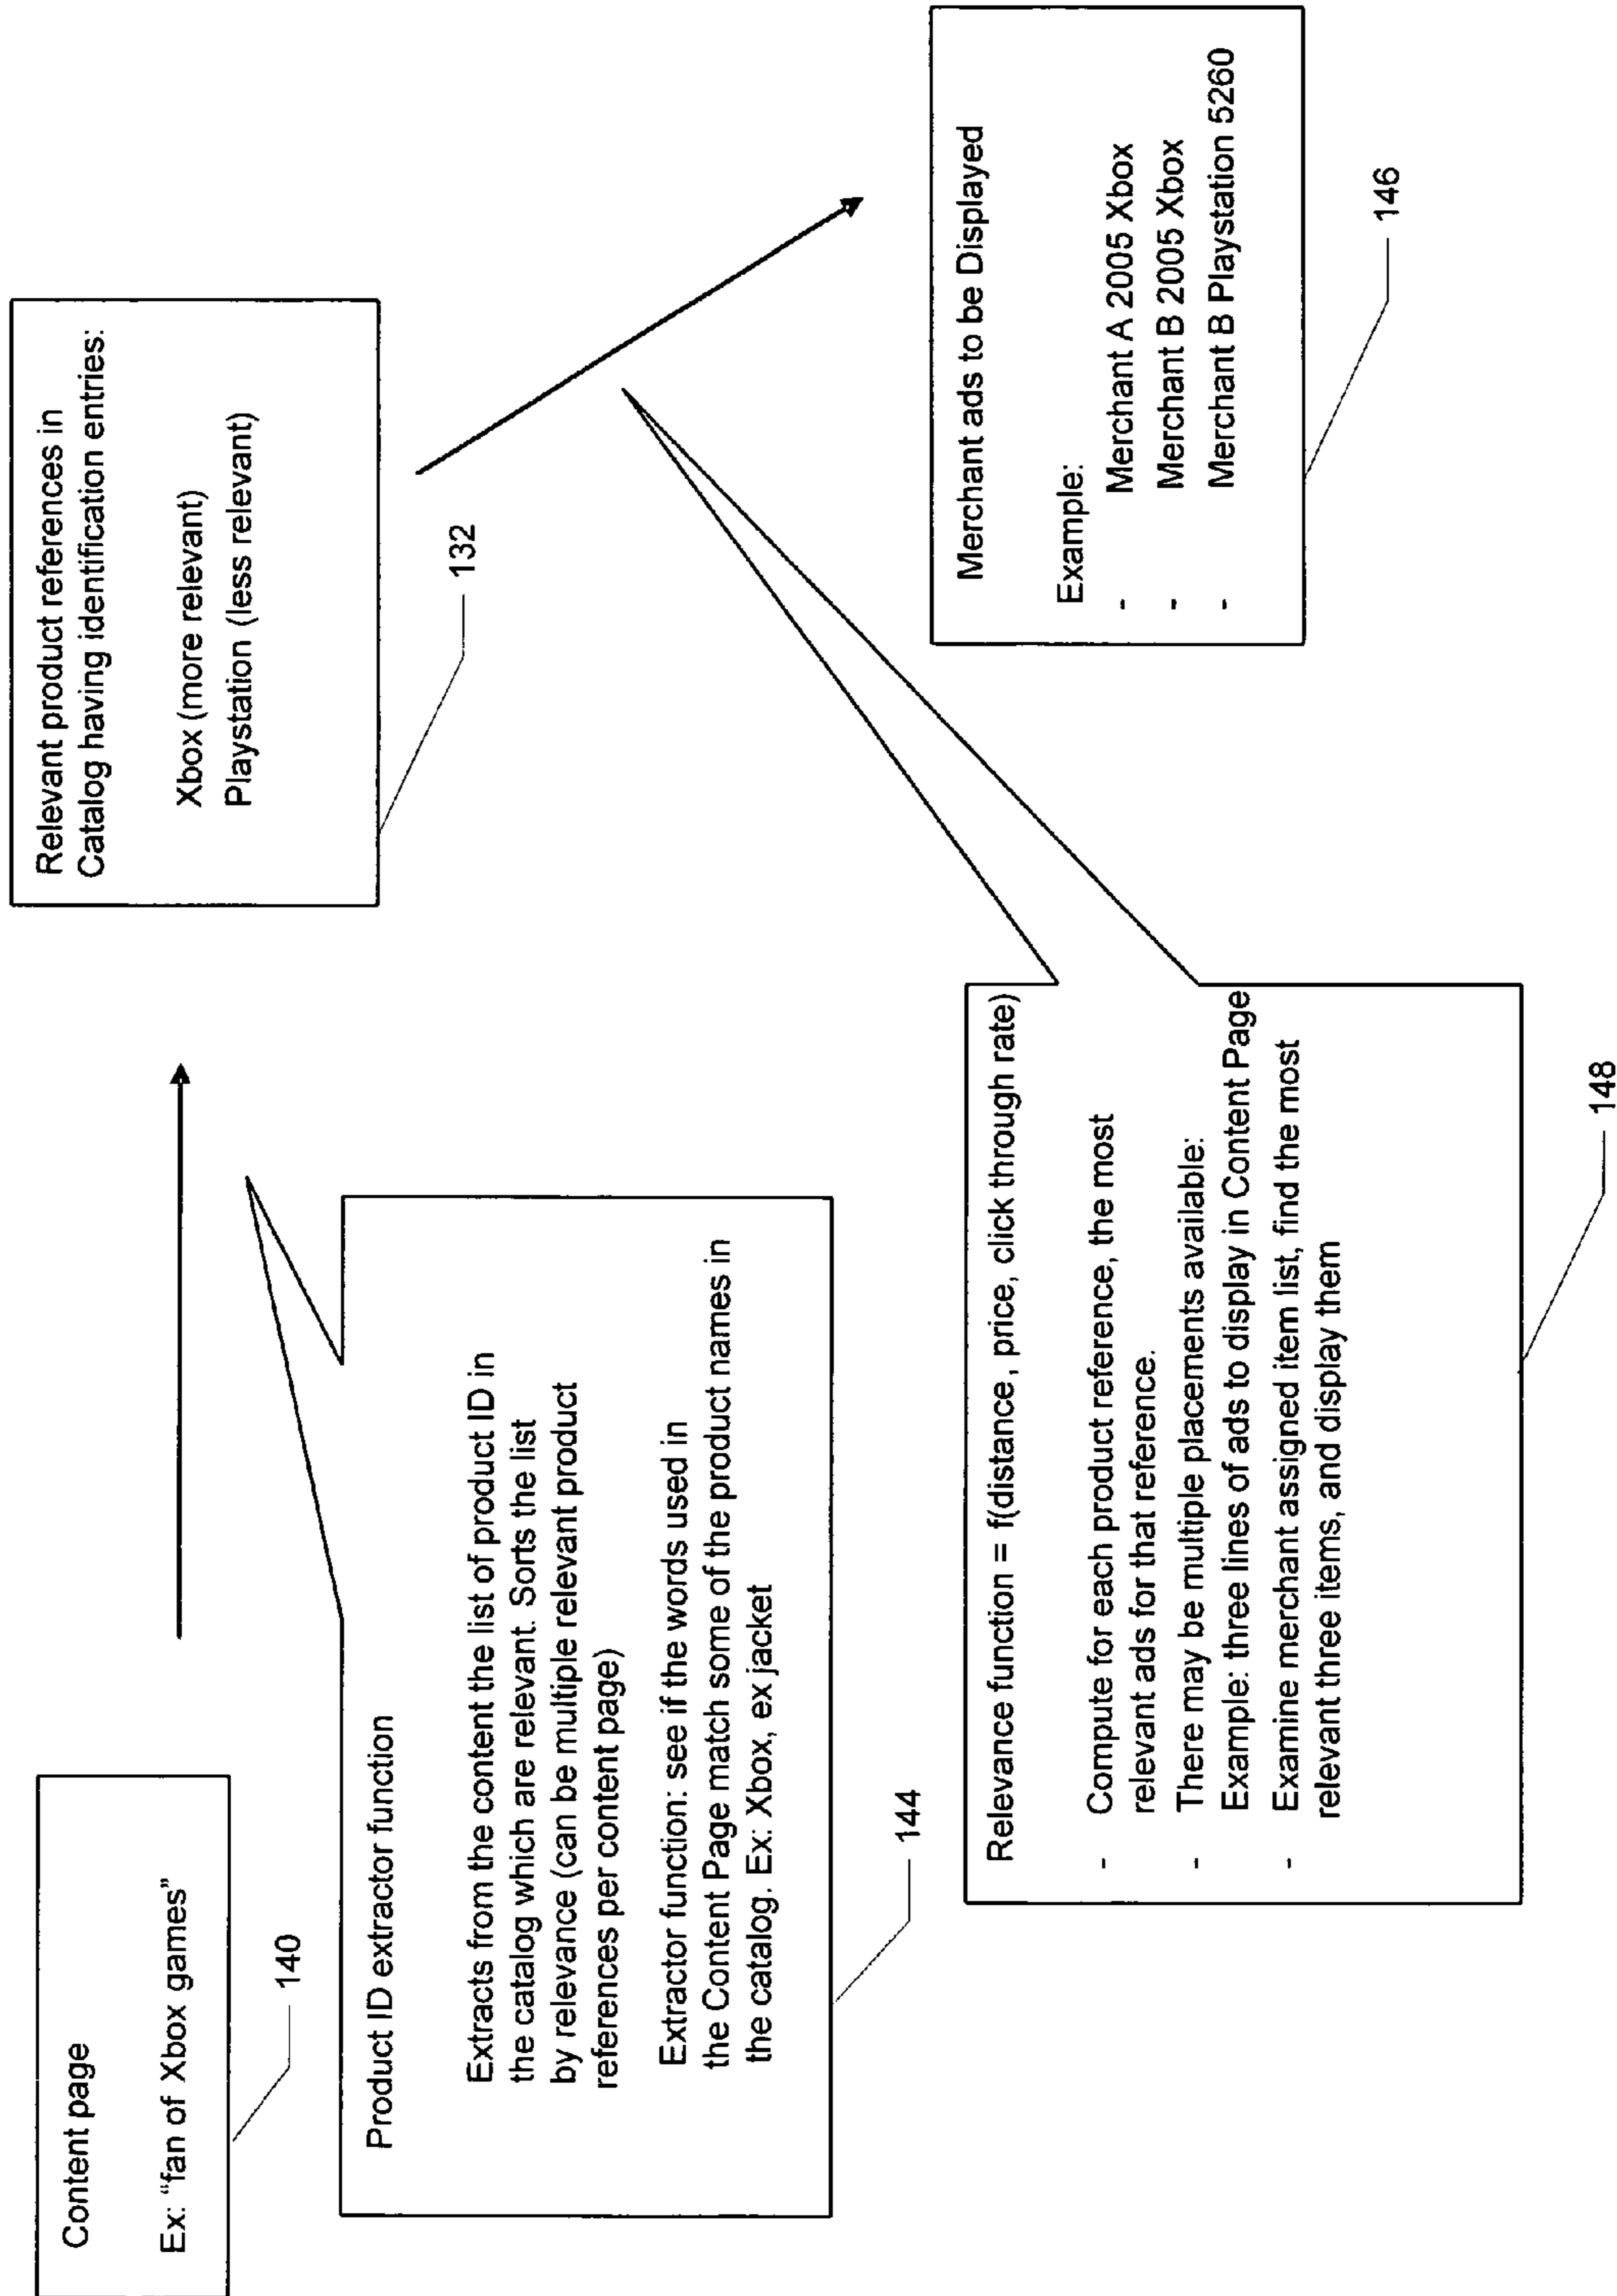 Content page
Ex: “fan of Xbox games”
140
Product ID extractor function
Extracts from the content the list of product ID in
the catalog which are relevant. Sorts the list
by relevance (can be multiple relevant product
references per content page)
Extractor function: see if the words used in
the Content Page match some of the product names in
the catalog. Ex: Xbox, ex jacket
144
Relevant product references in
Catalog having identification entries:
Xbox (more relevant)
Playstation (less relevant)
132
Relevance function = f(distance, price, click through rate)
- Compute for each product reference, the most
relevant ads for that reference.
- There may be multiple placements available:
Example: three lines of ads to display in Content Page
- Examine merchant assigned item list, find the most
relevant three items, and display them
148
Merchant ads to be Displayed
Example:
- Merchant A 2005 Xbox
- Merchant B 2005 Xbox
- Merchant B Playstation 5260
146